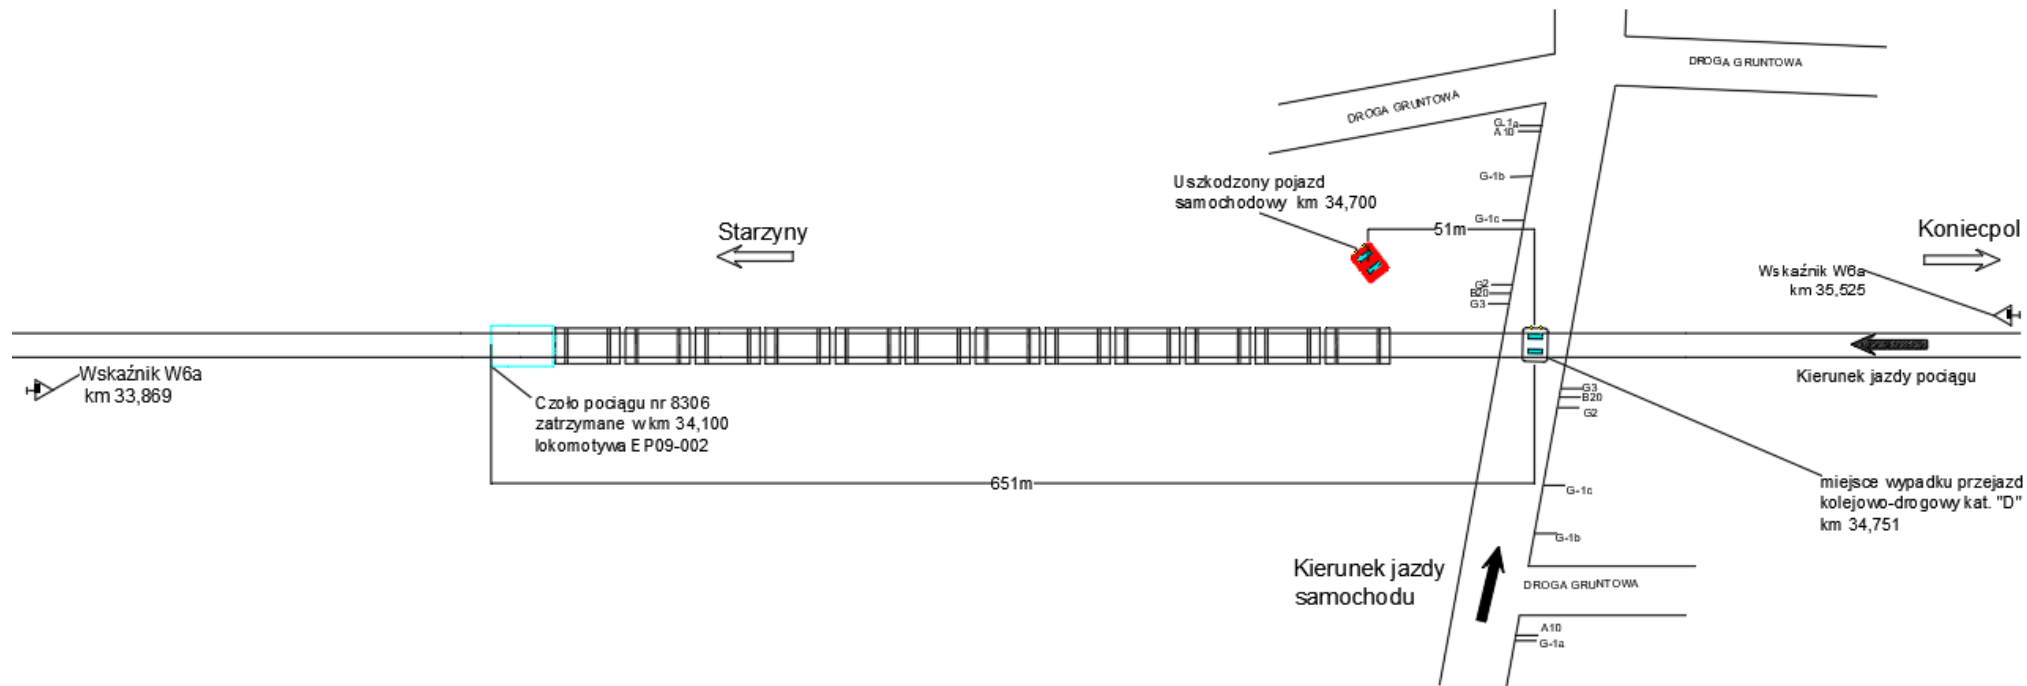 DROGA GRUNTOWA
DROGA GRUNTOWA
G-1a
A10
G-1b
Uszkodzony pojazd
samochodowy km 34,700
G-1c
51m
Starzyny
Koniecpol
Wskaźnik W6a
km 35,525
G2
B20
G3
Wskaźnik W6a
km 33,869
Kierunek jazdy pociągu
G3
B20
G2
Czoło pociągu nr 8306
zatrzymane w km 34,100
lokomotywa EP09-002
651m
miejsce wypadku przejazd
kolejowo-drogowy kat. "D"
km 34,751
G-1c
G-1b
Kierunek jazdy
samochodu
DROGA GRUNTOWA
A10
G-1a